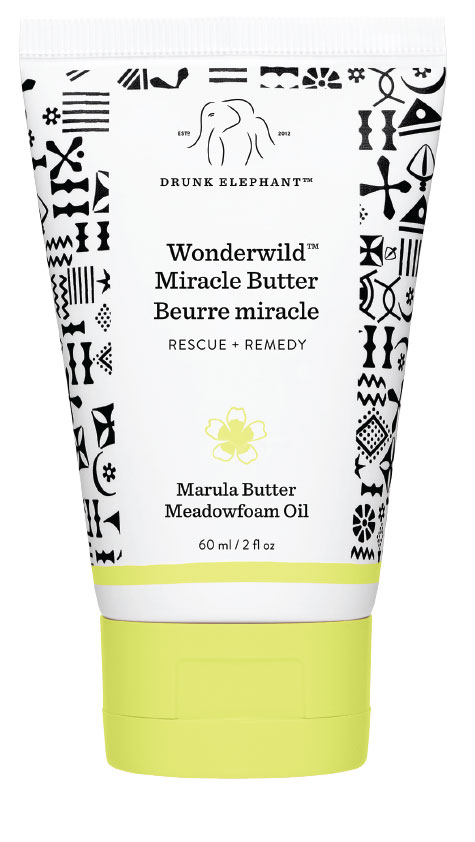 ESTD 2012
DRUNK ELEPHANT™
Wonderwild™
Miracle Butter
Beurre miracle
RESCUE + REMEDY
Marula Butter
Meadowfoam Oil
60 ml / 2 fl oz